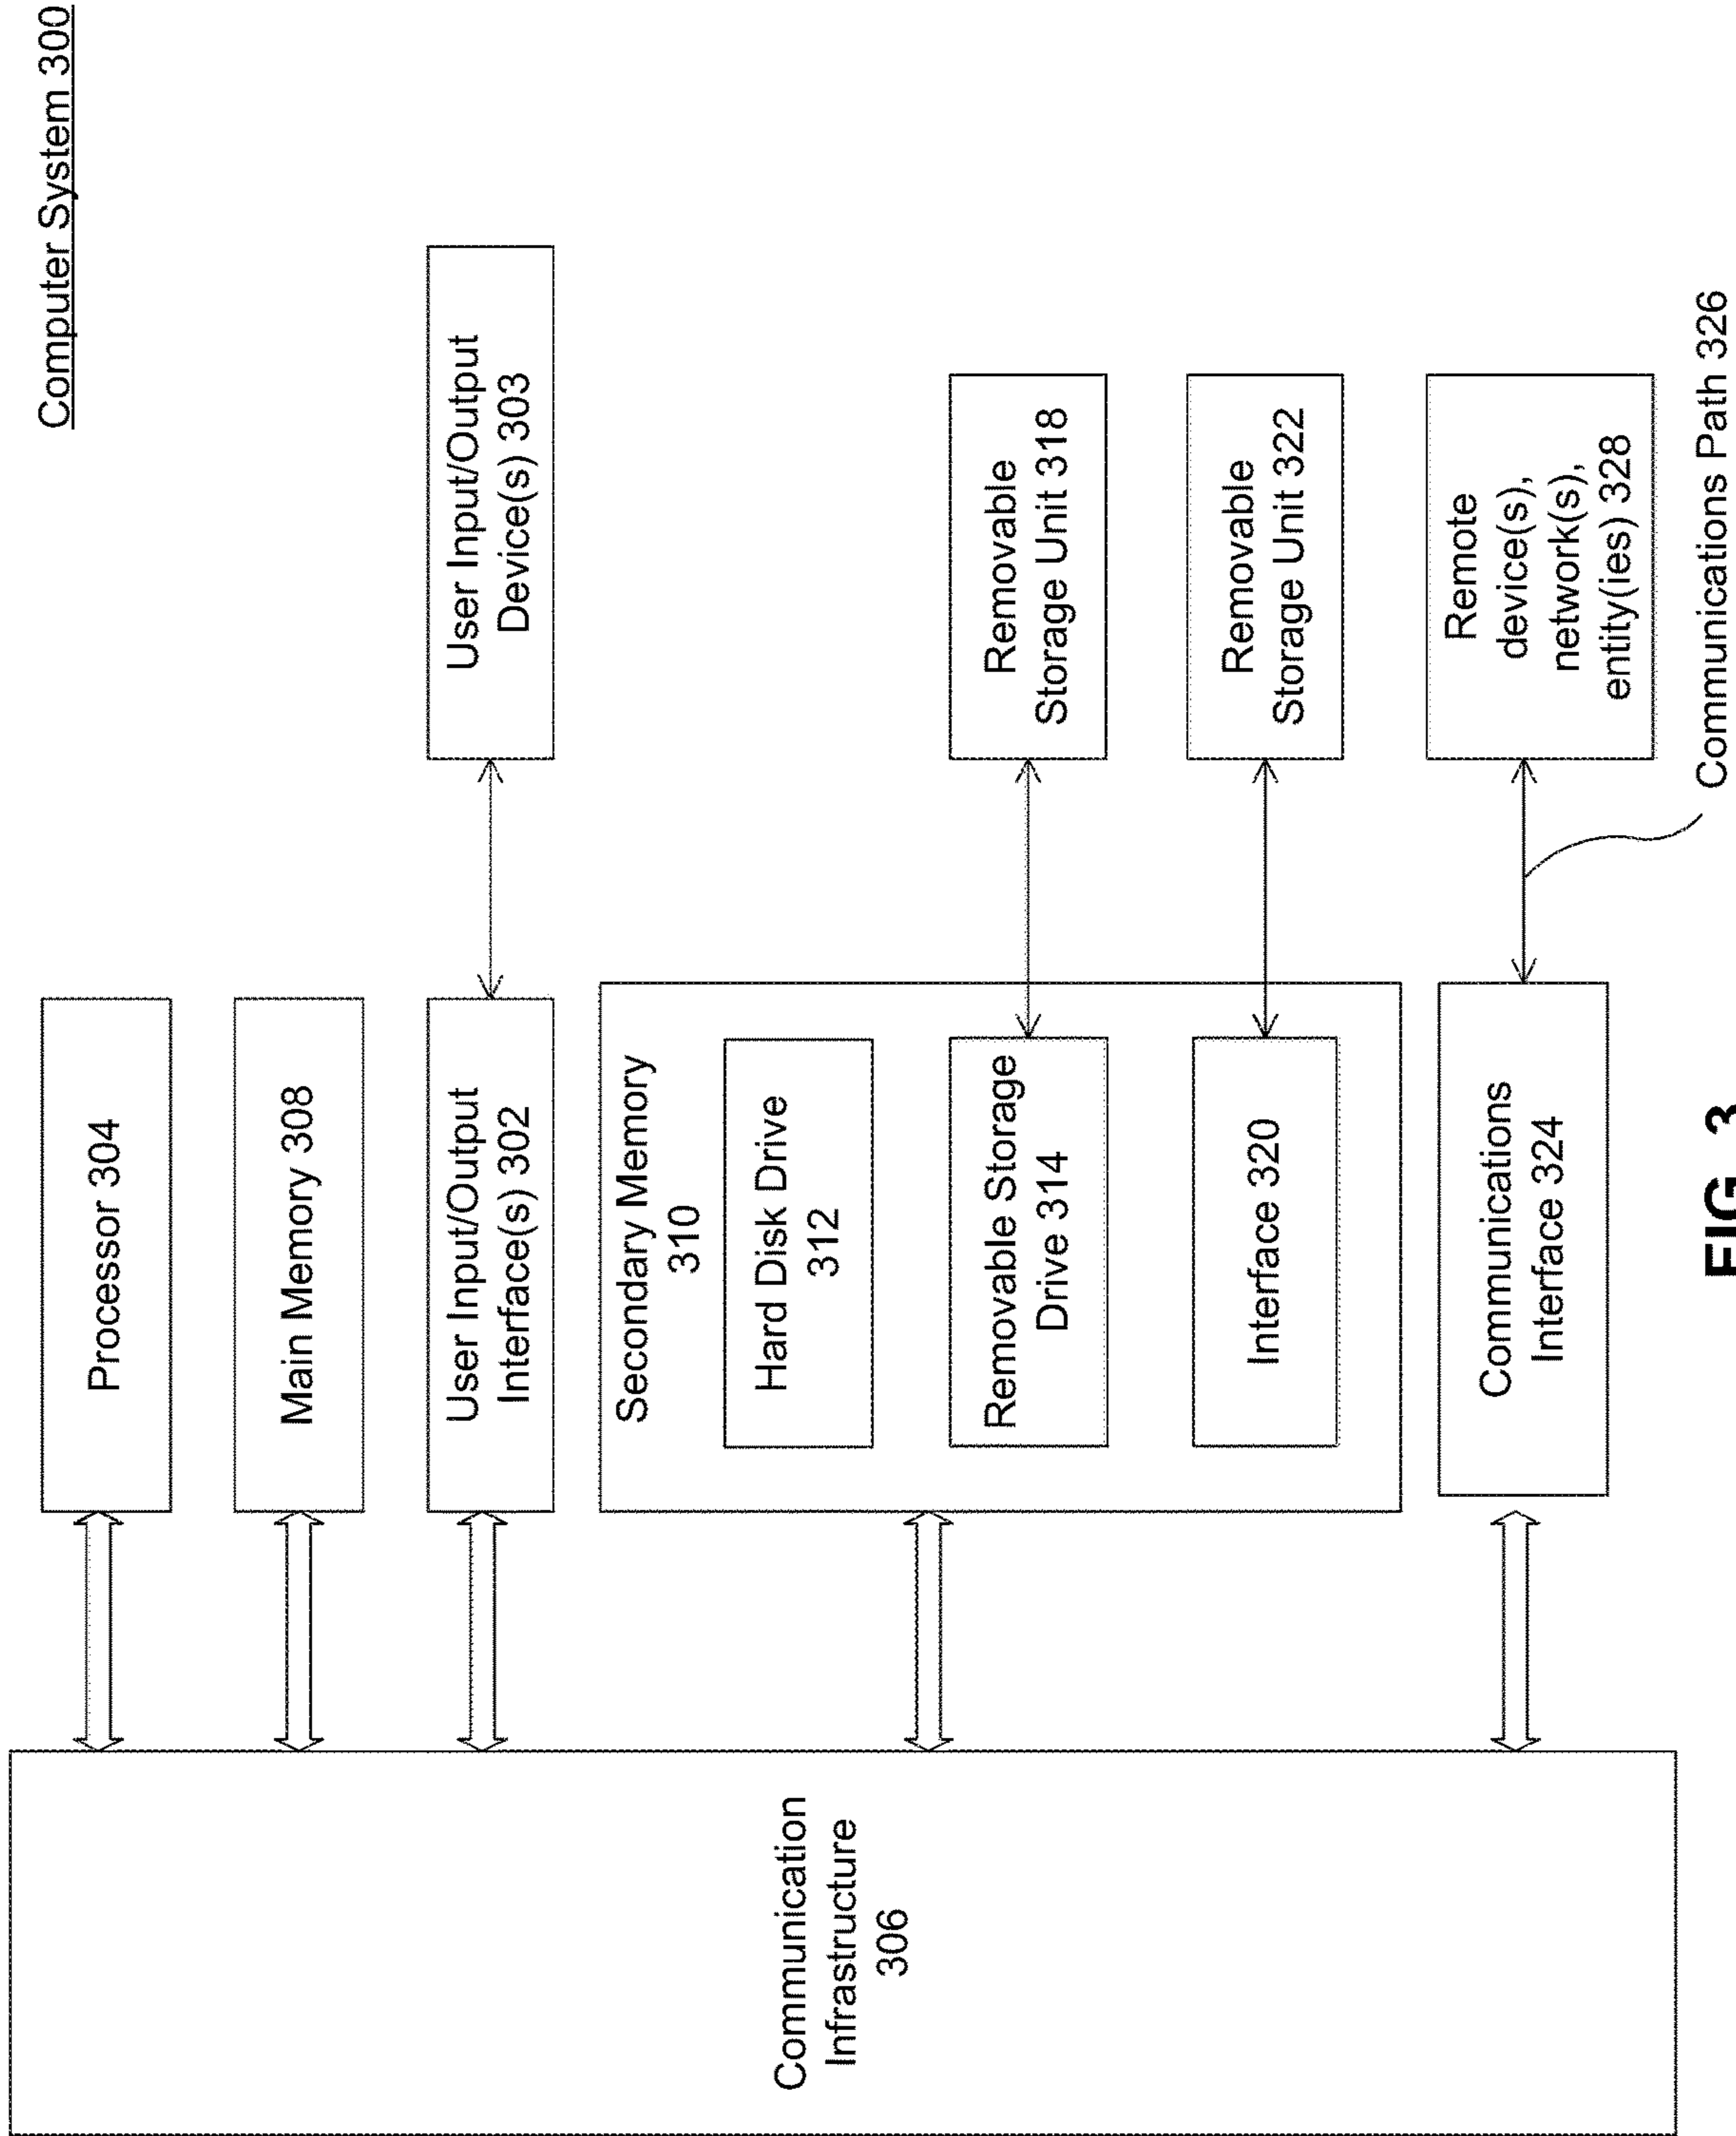 Computer System 300
Processor 304
Main Memory 308
User Input/Output
Interface(s) 302
User Input/Output
Device(s) 303
Secondary Memory
310
Hard Disk Drive
312
Removable Storage
Drive 314
Removable
Storage Unit 318
Interface 320
Removable
Storage Unit 322
Communications
Interface 324
Remote
device(s),
network(s),
entity(ies) 328
Communications Path 326
Communication
Infrastructure
306
FIG. 3